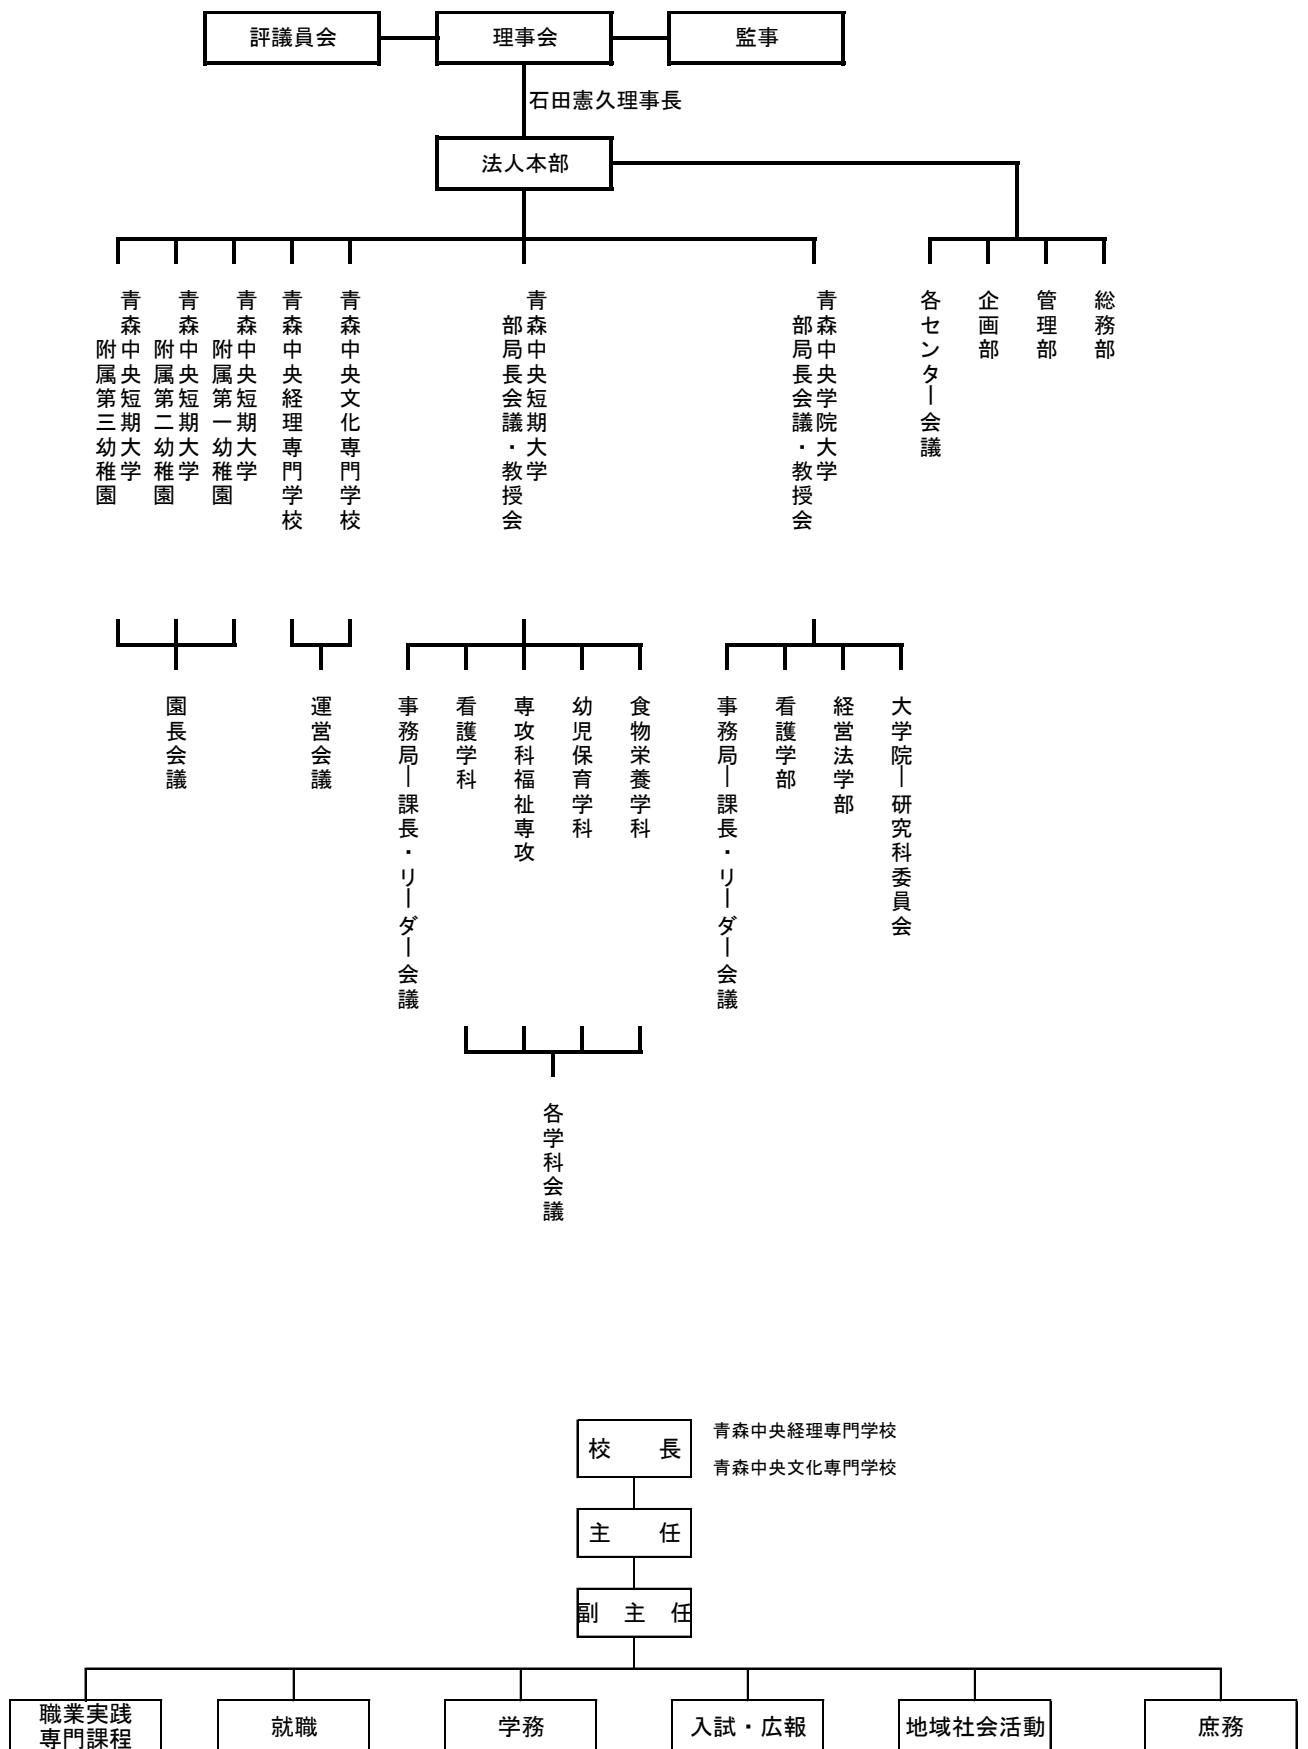 評議員会
理事会
監事
石田憲久理事長
法人本部
青森中央短期大学
附属第三幼稚園
青森中央短期大学
附属第二幼稚園
青森中央短期大学
附属第一幼稚園
青森中央経理専門学校
青森中央文化専門学校
青森中央短期大学
部局長会議・教授会
青森中央学院大学
部局長会議・教授会
各センター会議
企画部
管理部
総務部
園長会議
運営会議
事務局―課長・リーダー会議
看護学科
専攻科福祉専攻
幼児保育学科
食物栄養学科
事務局―課長・リーダー会議
看護学部
経営法学部
大学院―研究科委員会
各学科会議
校　長
青森中央経理専門学校
青森中央文化専門学校
主　任
副　主　任
職業実践
専門課程
就職
学務
入試・広報
地域社会活動
庶務